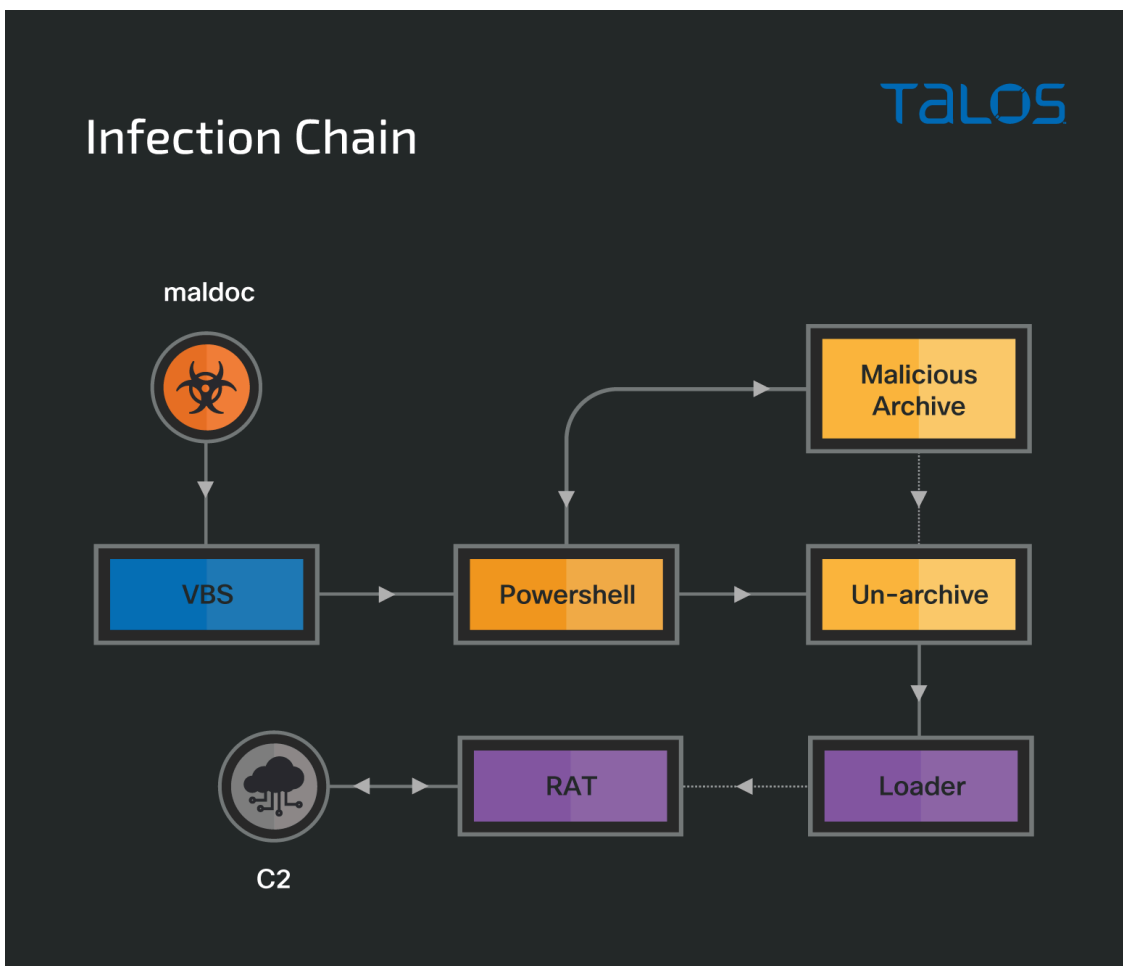 TALOS
Infection Chain
maldoc
Malicious
Archive
VBS
Powershell
Un-archive
RAT
Loader
C2